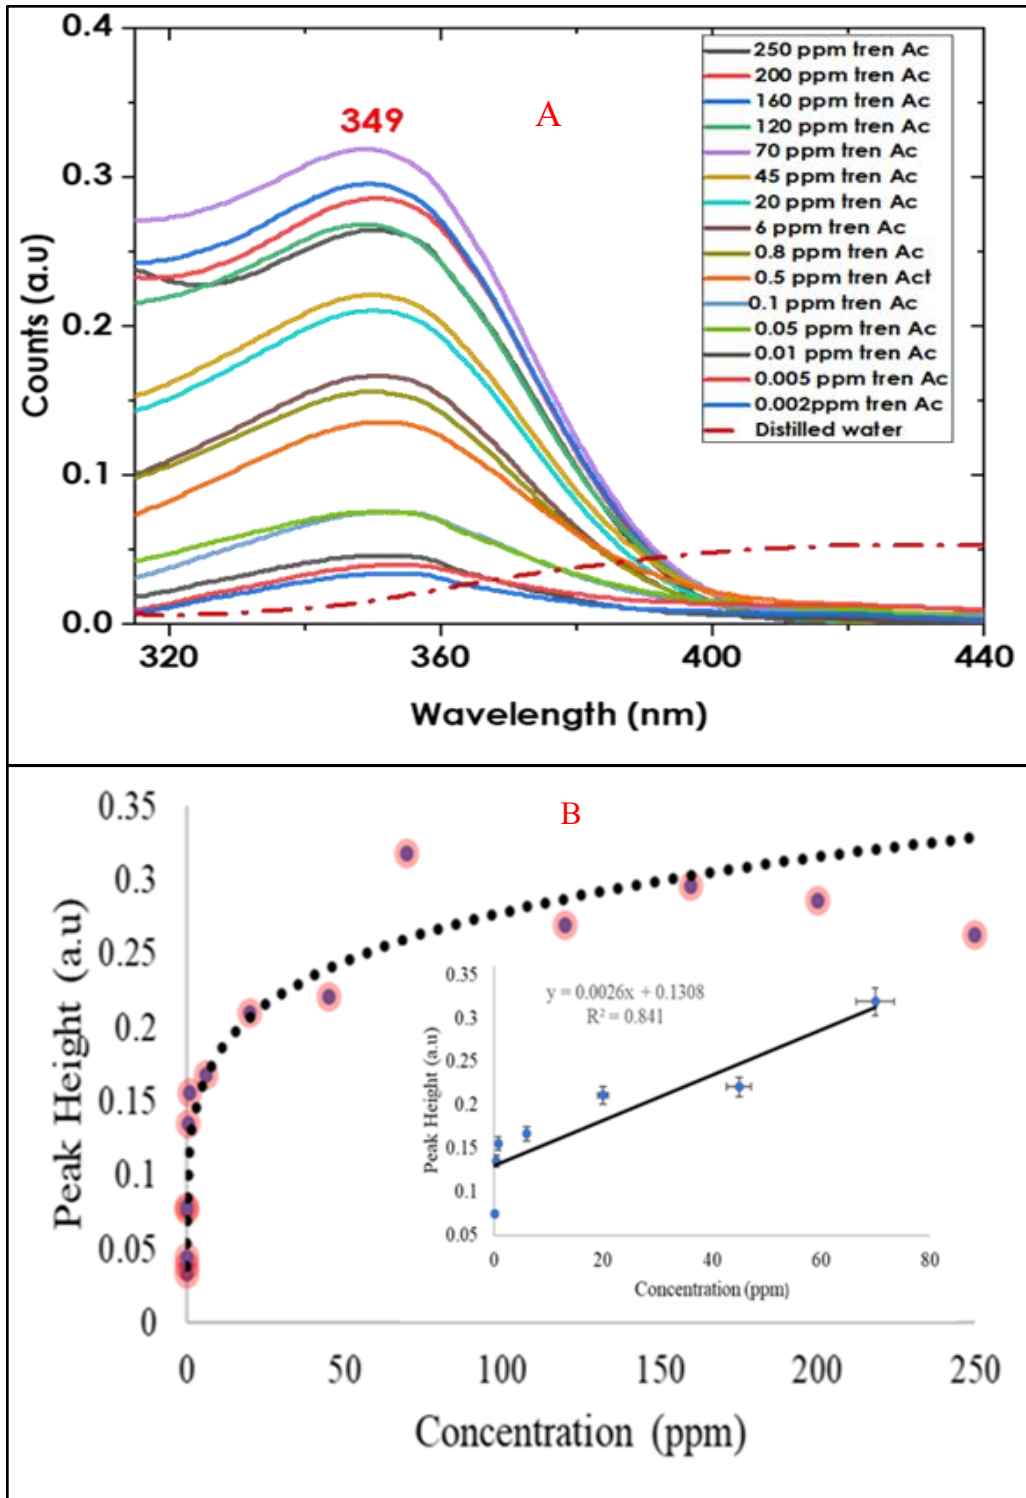 0.4
0.3
0.2
0.1
0.0
Counts (a.u)
349
A
250 ppm tren Ac
200 ppm tren Ac
160 ppm tren Ac
120 ppm tren Ac
70 ppm tren Ac
45 ppm tren Ac
20 ppm tren Ac
6 ppm tren Ac
0.8 ppm tren Ac
0.5 ppm tren Act
0.1 ppm tren Ac
0.05 ppm tren Ac
0.01 ppm tren Ac
0.005 ppm tren Ac
0.002ppm tren Ac
Distilled water
320 360 400 440
Wavelength (nm)
B
0.35
0.3
0.25
0.2
0.15
0.1
0.05
0
Peak Height (a.u)
0.35
0.3
0.25
0.2
0.15
0.1
0.05
Peak Height (a.u)
y = 0.0026x + 0.1308
R² = 0.841
0 20 40 60 80
Concentration (ppm)
0 50 100 150 200 250
Concentration (ppm)